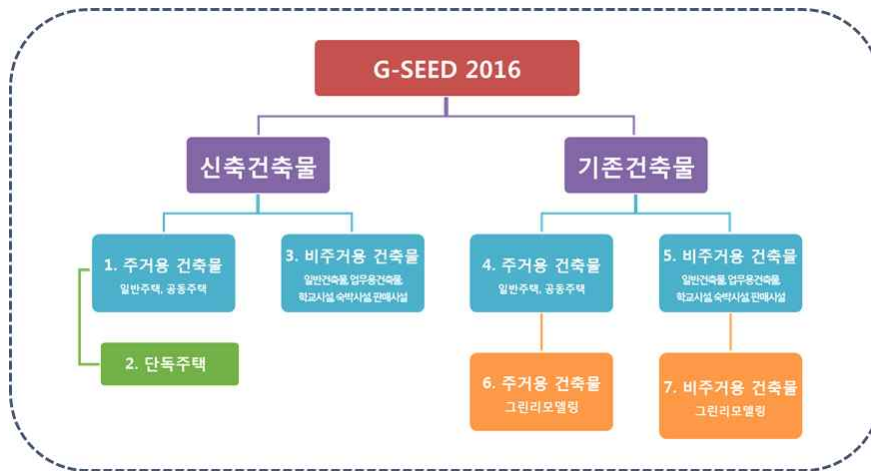 G-SEED 2016
신축건축물
기존건축물
1. 주거용 건축물
일반주택, 공동주택
3. 비주거용 건축물
일반건축물, 업무용건축물,
학교시설, 숙박시설, 판매시설
4. 주거용 건축물
일반주택, 공동주택
5. 비주거용 건축물
일반건축물, 업무용건축물,
학교시설, 숙박시설, 판매시설
2. 단독주택
6. 주거용 건축물
그린리모델링
7. 비주거용 건축물
그린리모델링